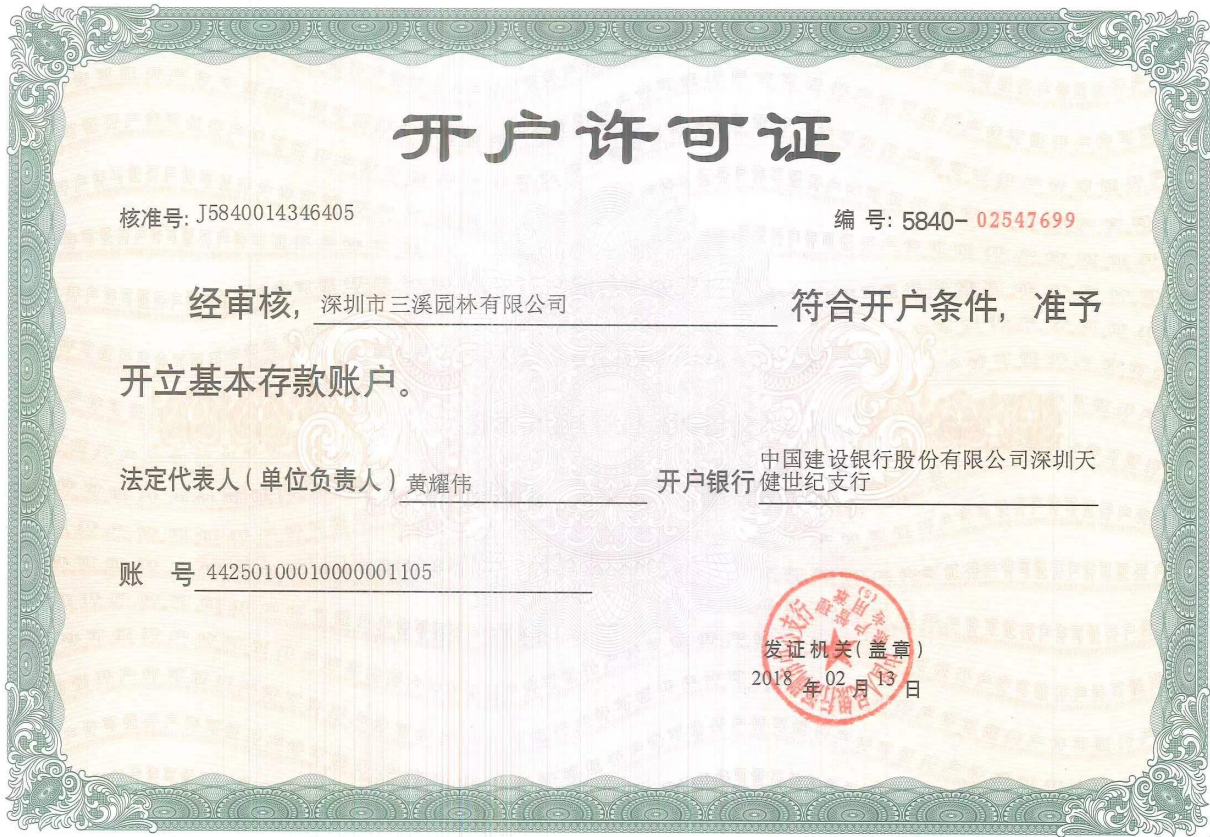 开户许可证
核准号: J5840014346405
编 号: 5840-02547699
经审核, 深圳市三溪园林有限公司 符合开户条件, 准予
开立基本存款账户。
法定代表人(单位负责人) 黄耀伟
开户银行 中国建设银行股份有限公司深圳天
健世纪支行
账 号 44250100010000001105
发证机关(盖章)
2018 年 02 月 13 日